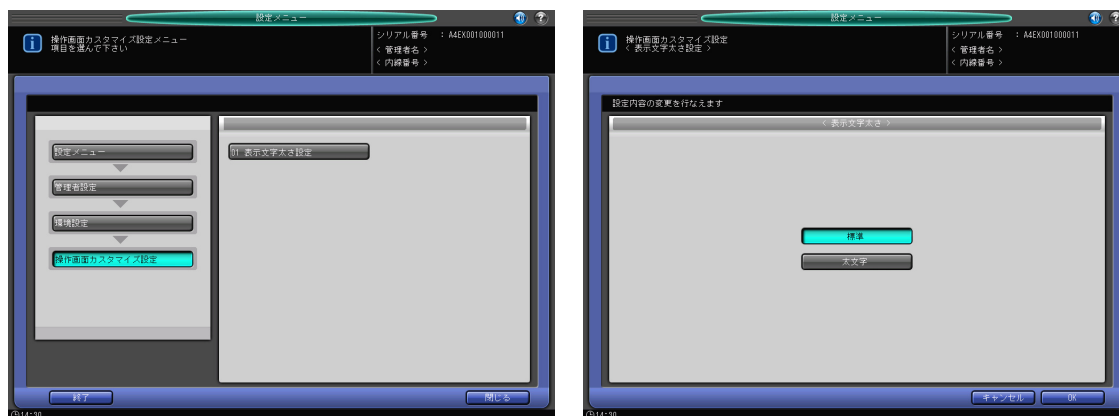 設定メニュー
操作画面カスタマイズ設定メニュー
項目を選んで下さい
シリアル番号 : A4EX001000011
< 管理者名 >
< 内線番号 >
設定メニュー
管理者設定
環境設定
操作画面カスタマイズ設定
01 表示文字太さ設定
終了
閉じる
14:30
設定メニュー
操作画面カスタマイズ設定
< 表示文字太さ設定 >
シリアル番号 : A4EX001000011
< 管理者名 >
< 内線番号 >
設定内容の変更を行なえます
< 表示文字太さ >
標準
太文字
キャンセル
OK
14:30